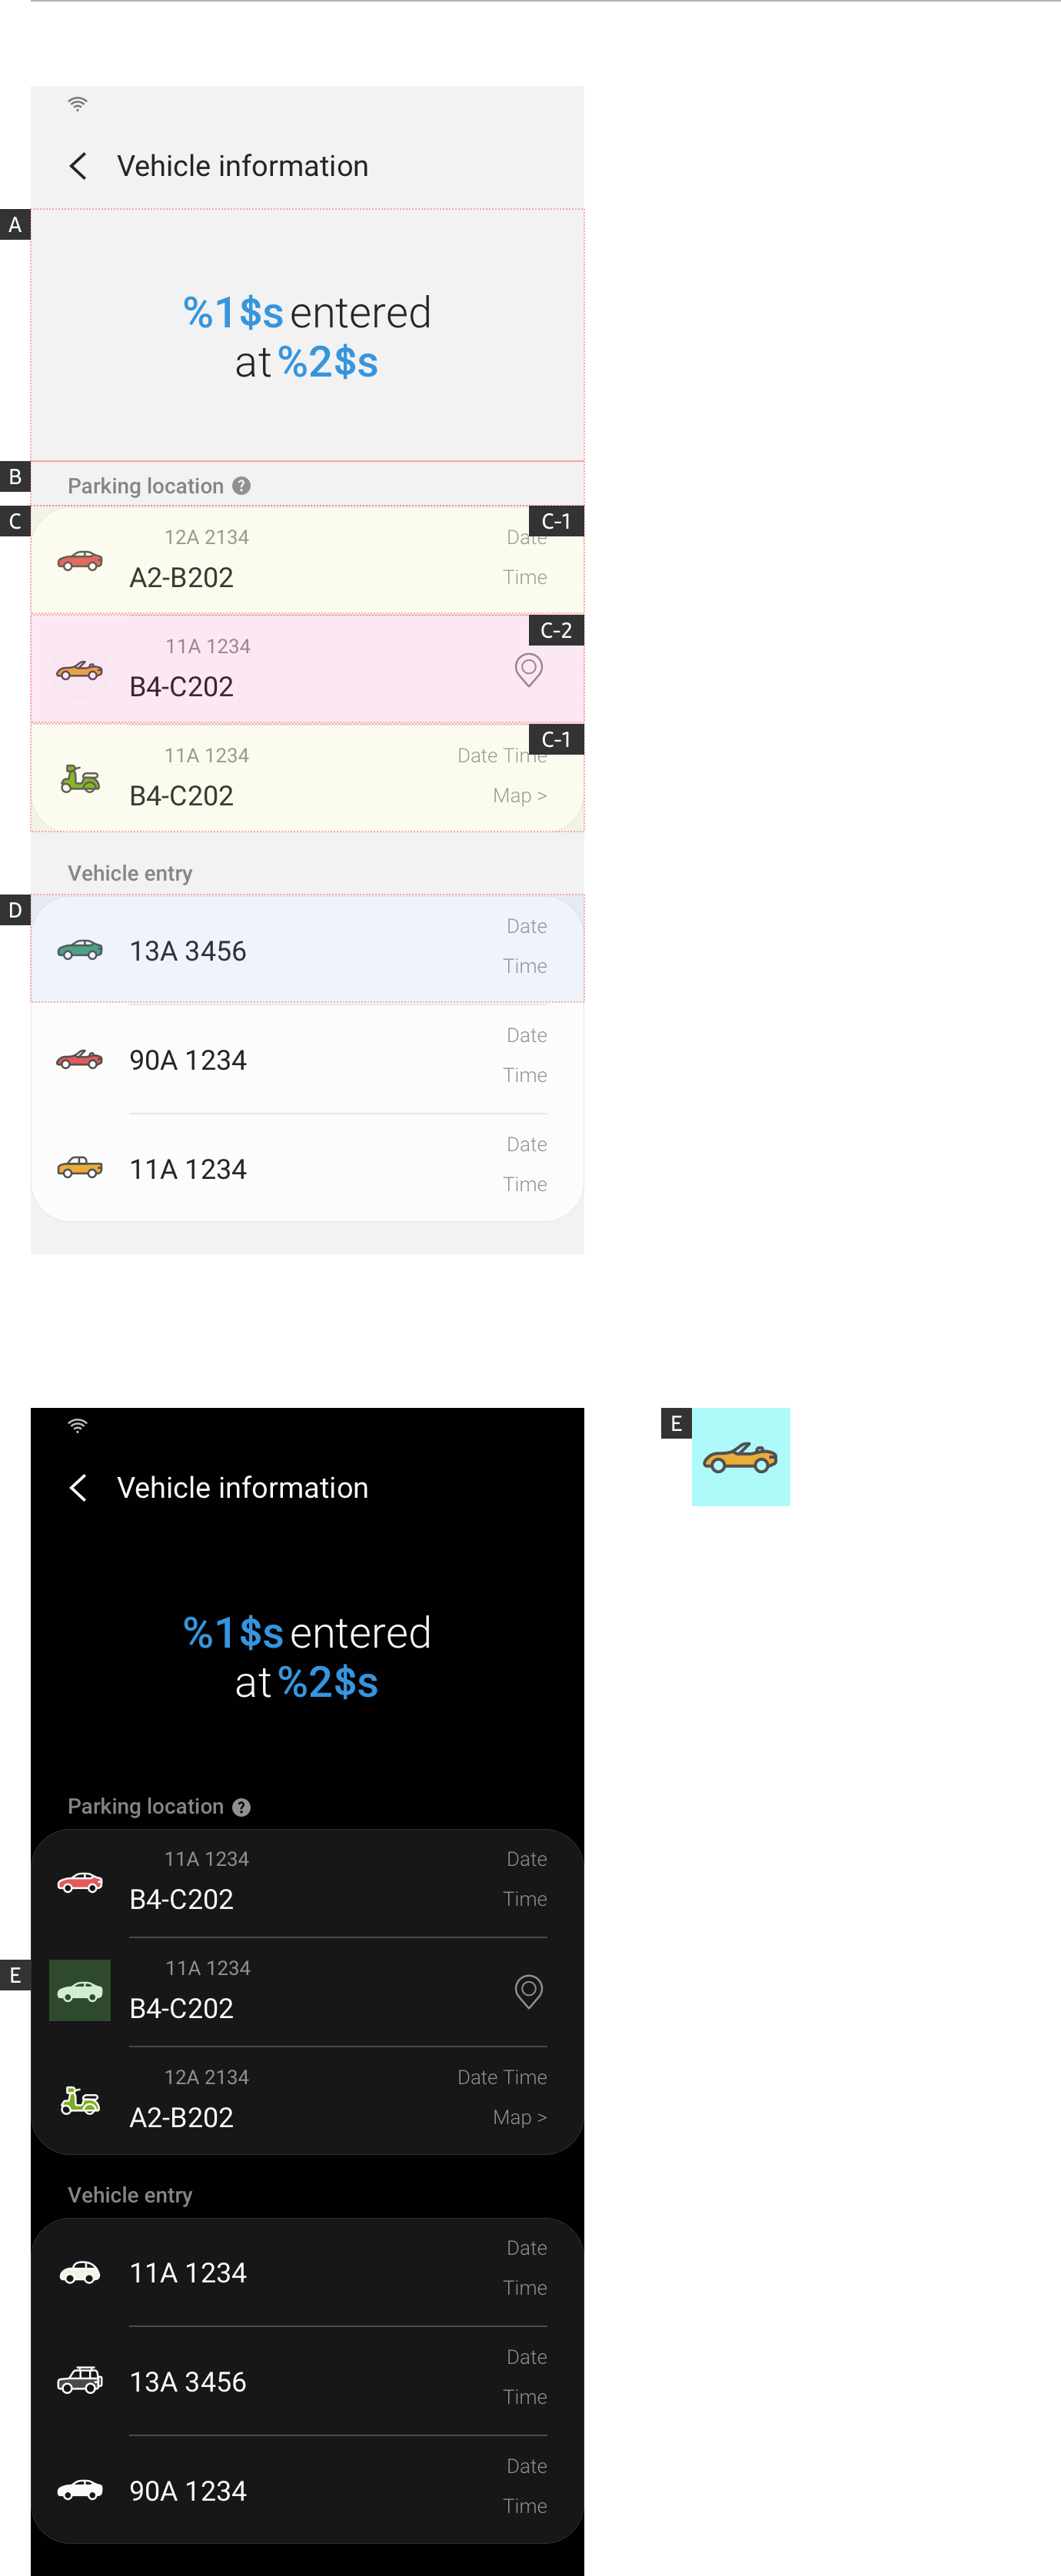 Vehicle information
A
%1$s entered
at %2$s
B
Parking location ?
C
C-1
12A 2134
Date
A2-B202
Time
C-2
11A 1234
B4-C202
C-1
11A 1234
Date Time
B4-C202
Map >
Vehicle entry
D
Date
13A 3456
Time
Date
90A 1234
Time
Date
11A 1234
Time
Vehicle information
E
%1$s entered
at %2$s
Parking location ?
11A 1234
Date
B4-C202
Time
E
11A 1234
B4-C202
12A 2134
Date Time
A2-B202
Map >
Vehicle entry
Date
11A 1234
Time
Date
13A 3456
Time
Date
90A 1234
Time